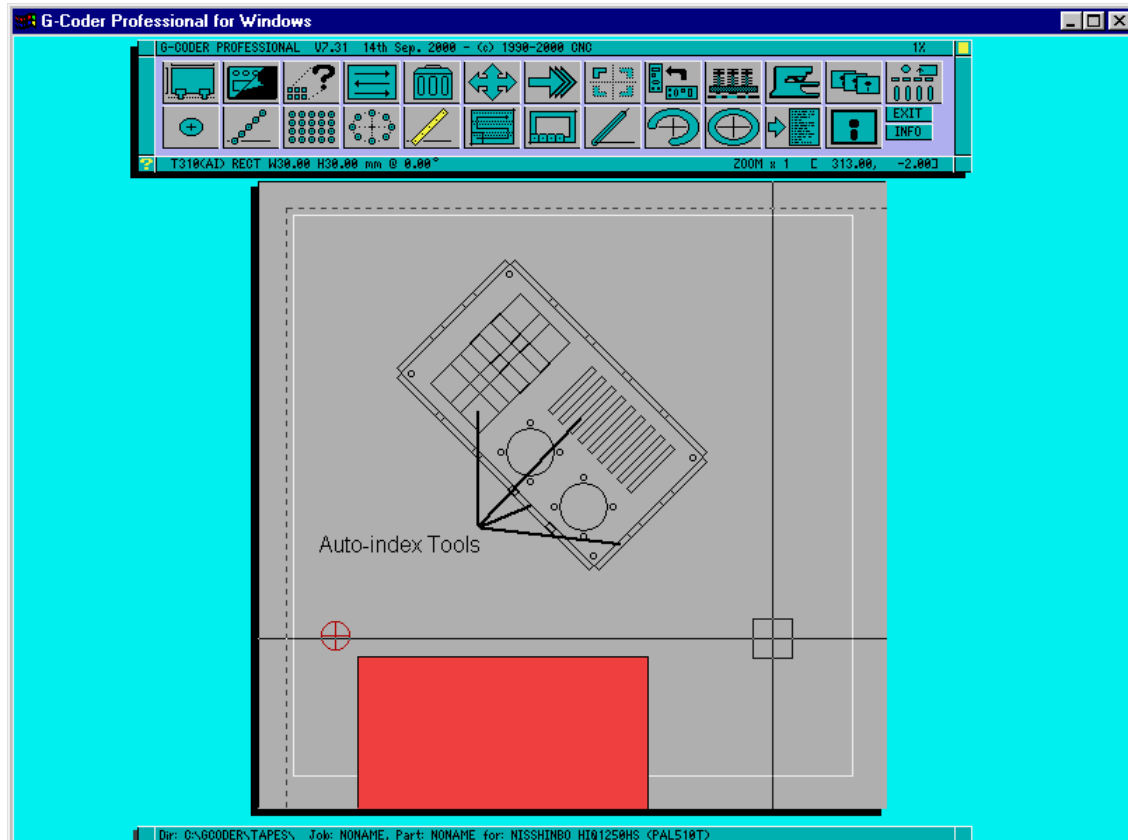 G-Coder Professional for Windows
G-CODER PROFESSIONAL V7.31 14th Sep. 2000 - (c) 1990-2000 CNC 1%
EXIT
INFO
T310(AI) RECT W30.00 H30.00 mm @ 0.00° ZOOM x 1 [ 313.00, -2.00]
Auto-index Tools
Dir: C:\GCODER\TAPES\ Job: NONAME, Part: NONAME for: NISSHINBO HIQ1250HS (PAL510T)